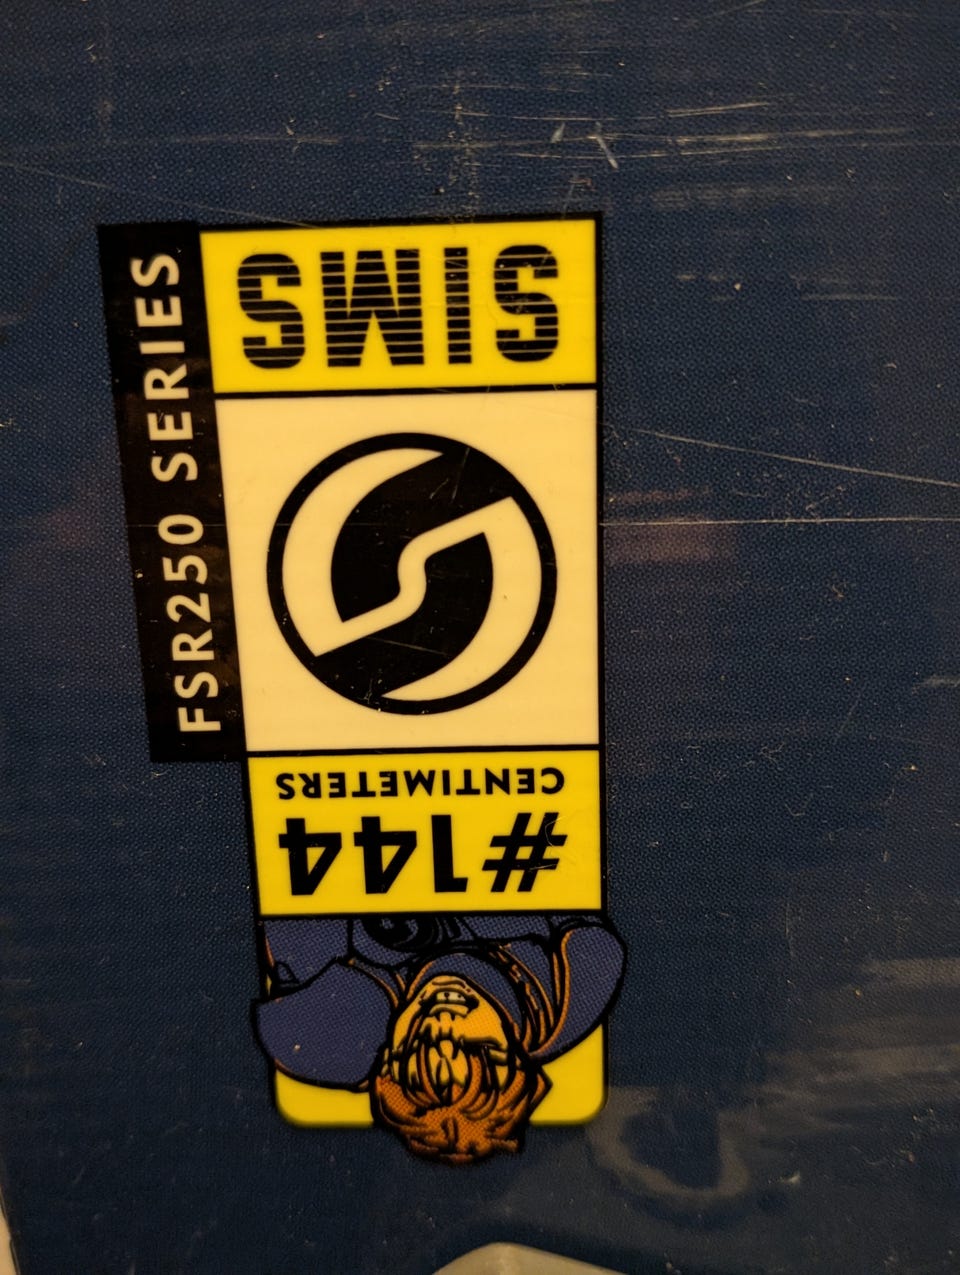 #144
CENTIMETERS
SIMS
FSR250 SERIES